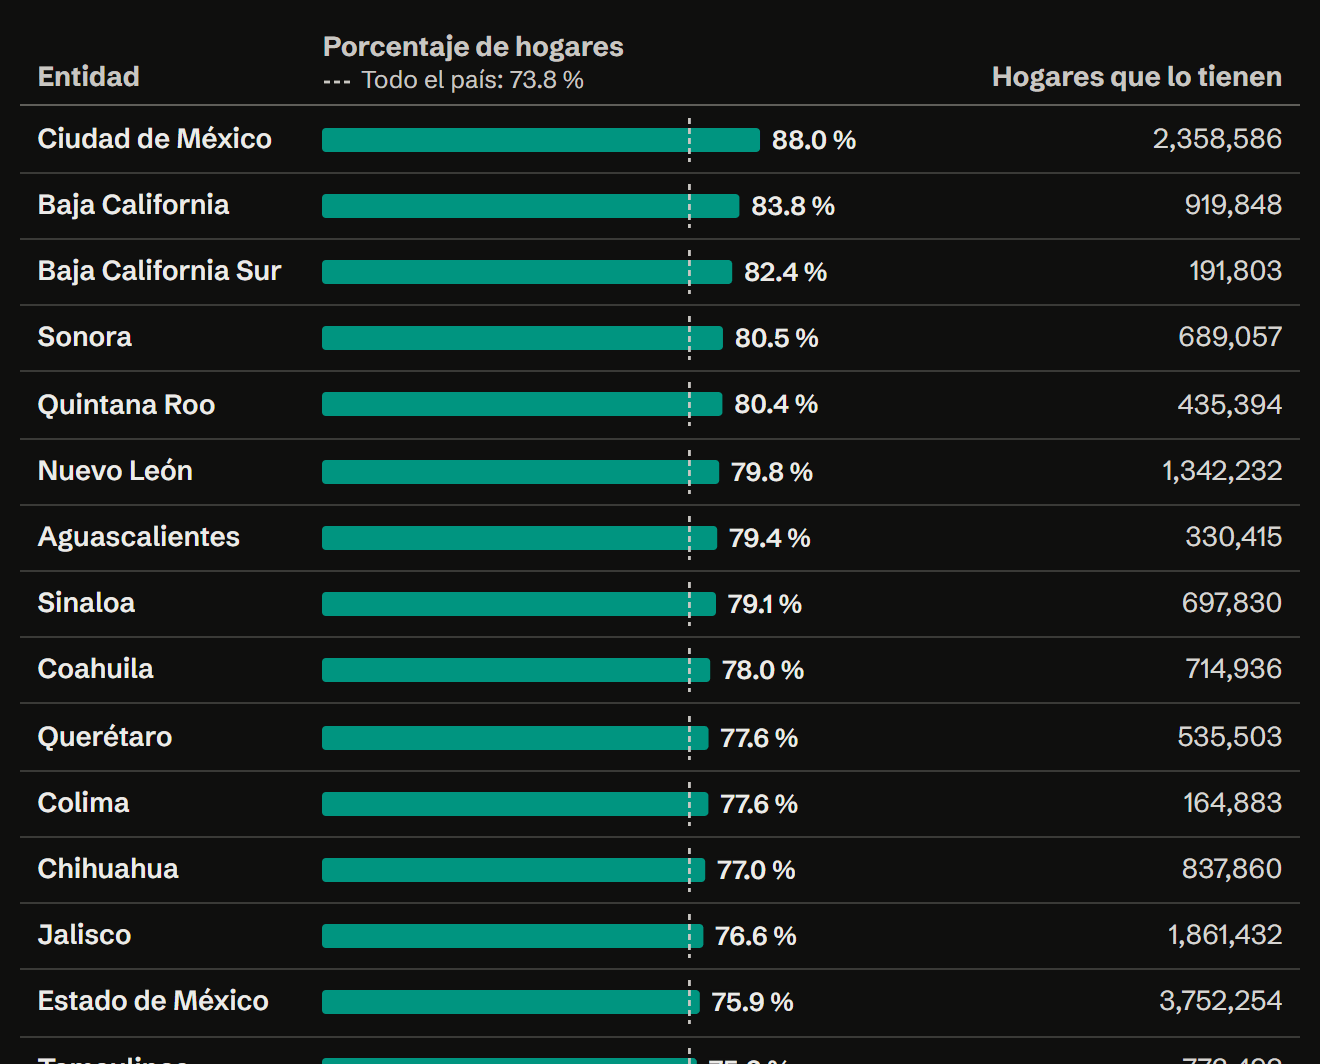 Entidad
Porcentaje de hogares
Todo el país: 73.8 %
Hogares que lo tienen
Ciudad de México 88.0 % 2,358,586
Baja California 83.8 % 919,848
Baja California Sur 82.4 % 191,803
Sonora 80.5 % 689,057
Quintana Roo 80.4 % 435,394
Nuevo León 79.8 % 1,342,232
Aguascalientes 79.4 % 330,415
Sinaloa 79.1 % 697,830
Coahuila 78.0 % 714,936
Querétaro 77.6 % 535,503
Colima 77.6 % 164,883
Chihuahua 77.0 % 837,860
Jalisco 76.6 % 1,861,432
Estado de México 75.9 % 3,752,254
Tamaulipas